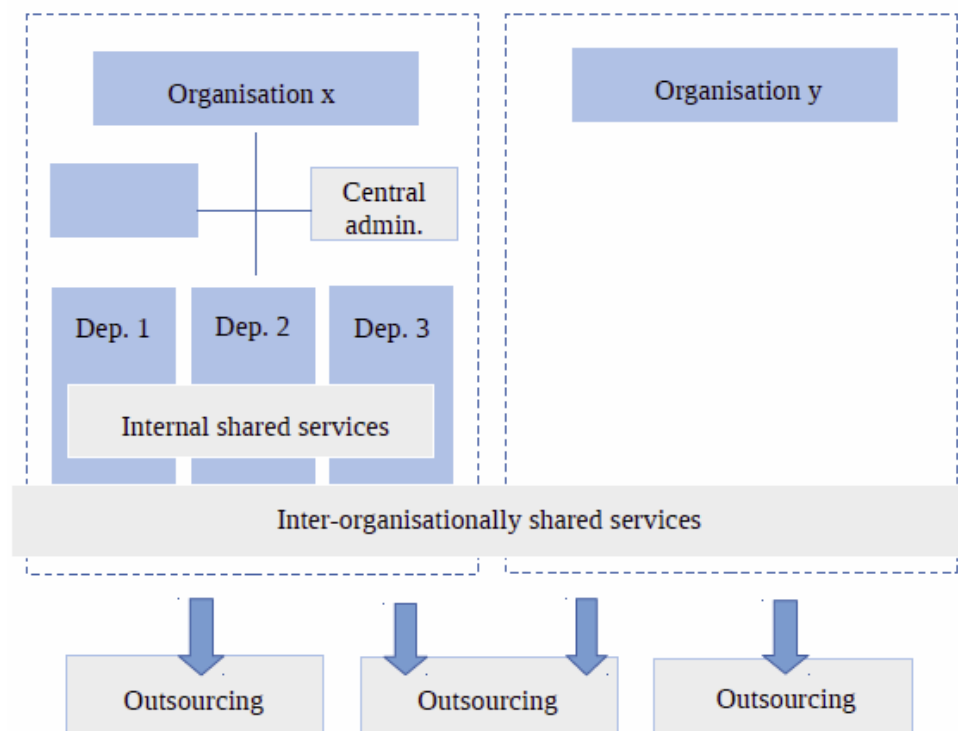 Organisation x
Organisation y
Central
admin.
Dep. 1
Dep. 2
Dep. 3
Internal shared services
Inter-organisationally shared services
Outsourcing
Outsourcing
Outsourcing